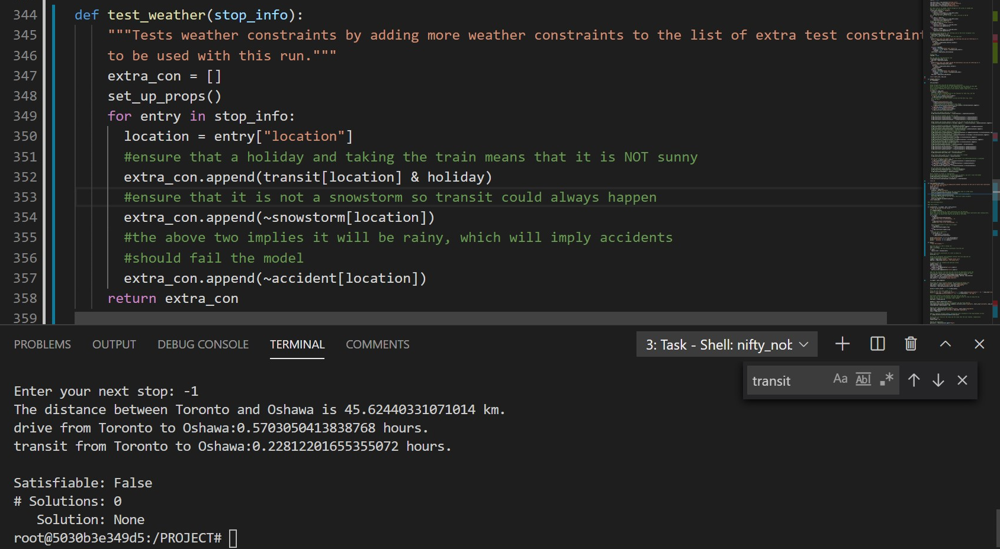 344 def test_weather(stop_info):
345 """Tests weather constraints by adding more weather constraints to the list of extra test constraint
346 to be used with this run."""
347 extra_con = []
348 set_up_props()
349 for entry in stop_info:
350 location = entry["location"]
351 #ensure that a holiday and taking the train means that it is NOT sunny
352 extra_con.append(transit[location] & holiday)
353 #ensure that it is not a snowstorm so transit could always happen
354 extra_con.append(~snowstorm[location])
355 #the above two implies it will be rainy, which will imply accidents
356 #should fail the model
357 extra_con.append(~accident[location])
358 return extra_con
359
PROBLEMS OUTPUT DEBUG CONSOLE TERMINAL COMMENTS 3: Task - Shell: nifty_nob
transit Aa Abl .*
Enter your next stop: -1
The distance between Toronto and Oshawa is 45.62440331071014 km.
drive from Toronto to Oshawa:0.5703050413838768 hours.
transit from Toronto to Oshawa:0.22812201655355072 hours.
Satisfiable: False
# Solutions: 0
Solution: None
root@5030b3e349d5:/PROJECT#